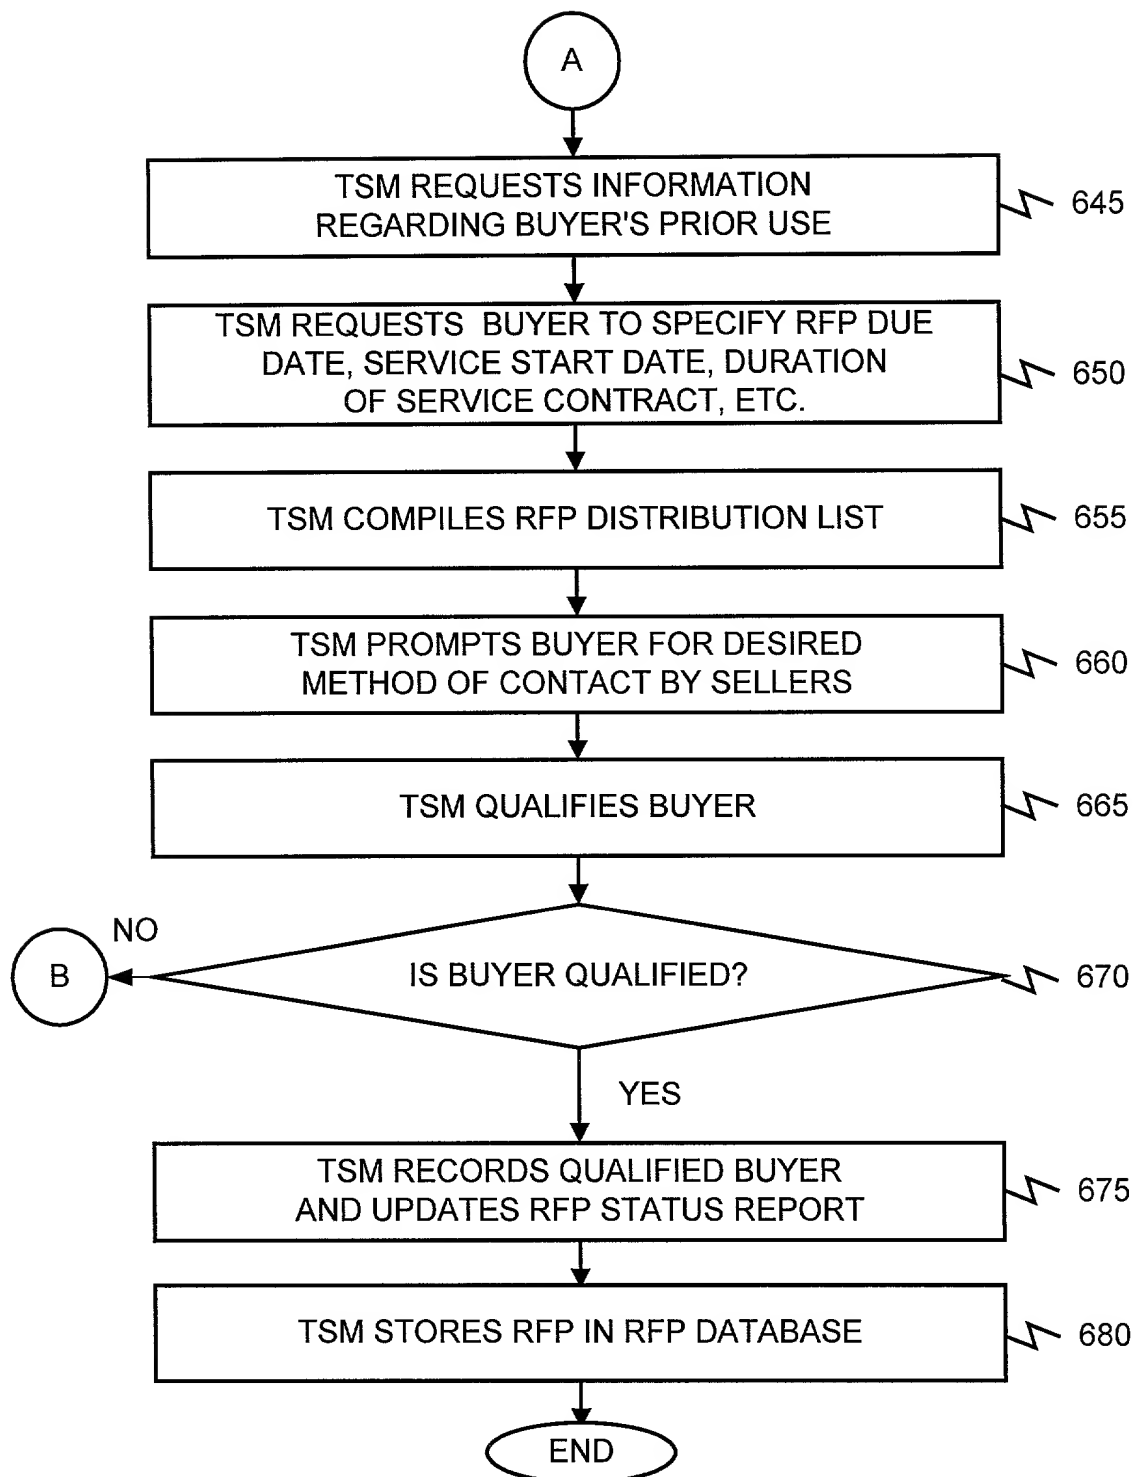 A
TSM REQUESTS INFORMATION
REGARDING BUYER'S PRIOR USE
645
TSM REQUESTS BUYER TO SPECIFY RFP DUE
DATE, SERVICE START DATE, DURATION
OF SERVICE CONTRACT, ETC.
650
TSM COMPILES RFP DISTRIBUTION LIST
655
TSM PROMPTS BUYER FOR DESIRED
METHOD OF CONTACT BY SELLERS
660
TSM QUALIFIES BUYER
665
NO
B
IS BUYER QUALIFIED?
670
YES
TSM RECORDS QUALIFIED BUYER
AND UPDATES RFP STATUS REPORT
675
TSM STORES RFP IN RFP DATABASE
680
END